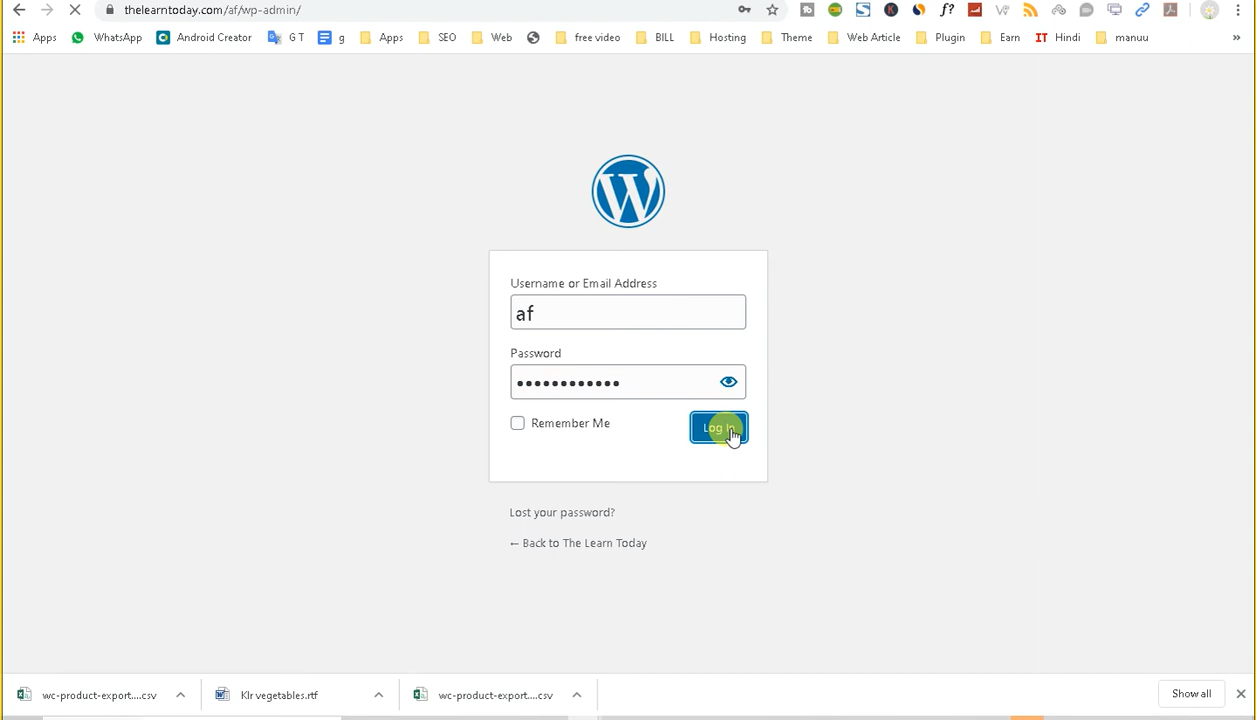 thelearntoday.com/af/wp-admin/
Apps WhatsApp Android Creator G T g Apps SEO Web free video BILL Hosting Theme Web Article Plugin Earn IT Hindi manuu »
Username or Email Address
af
Password
••••••••••••
Remember Me
Log In
Lost your password?
← Back to The Learn Today
wc-product-export....csv Klr vegetables.rtf wc-product-export....csv Show all